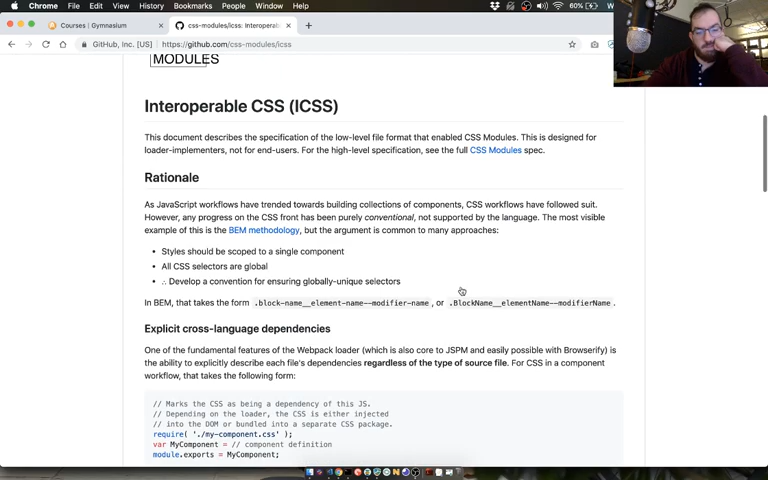 Chrome File Edit View History Bookmarks People Window Help
60%
Courses | Gymnasium
css-modules/icss: Interoperabl
GitHub, Inc. [US] https://github.com/css-modules/icss
MODULES
Interoperable CSS (ICSS)
This document describes the specification of the low-level file format that enabled CSS Modules. This is designed for
loader-implementers, not for end-users. For the high-level specification, see the full CSS Modules spec.
Rationale
As JavaScript workflows have trended towards building collections of components, CSS workflows have followed suit.
However, any progress on the CSS front has been purely conventional, not supported by the language. The most visible
example of this is the BEM methodology, but the argument is common to many approaches:
• Styles should be scoped to a single component
• All CSS selectors are global
• ∴ Develop a convention for ensuring globally-unique selectors
In BEM, that takes the form .block-name__element-name--modifier-name, or .BlockName__elementName--modifierName.
Explicit cross-language dependencies
One of the fundamental features of the Webpack loader (which is also core to JSPM and easily possible with Browserify) is
the ability to explicitly describe each file's dependencies regardless of the type of source file. For CSS in a component
workflow, that takes the following form:
// Marks the CSS as being a dependency of this JS.
// Depending on the loader, the CSS is either injected
// into the DOM or bundled into a separate CSS package.
require( './my-component.css' );
var MyComponent = // component definition
module.exports = MyComponent;